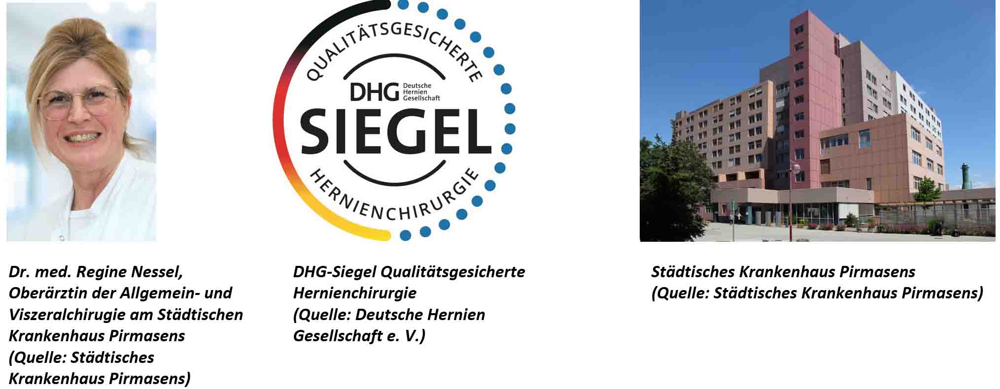 QUALITÄTSGESICHERTE
DHG Deutsche
Hernien
Gesellschaft
SIEGEL
HERNIENCHIRURGIE
Dr. med. Regine Nessel,
Oberärztin der Allgemein- und
Viszeralchirugie am Städtischen
Krankenhaus Pirmasens
(Quelle: Städtisches
Krankenhaus Pirmasens)
DHG-Siegel Qualitätsgesicherte
Hernienchirurgie
(Quelle: Deutsche Hernien
Gesellschaft e. V.)
Städtisches Krankenhaus Pirmasens
(Quelle: Städtisches Krankenhaus Pirmasens)